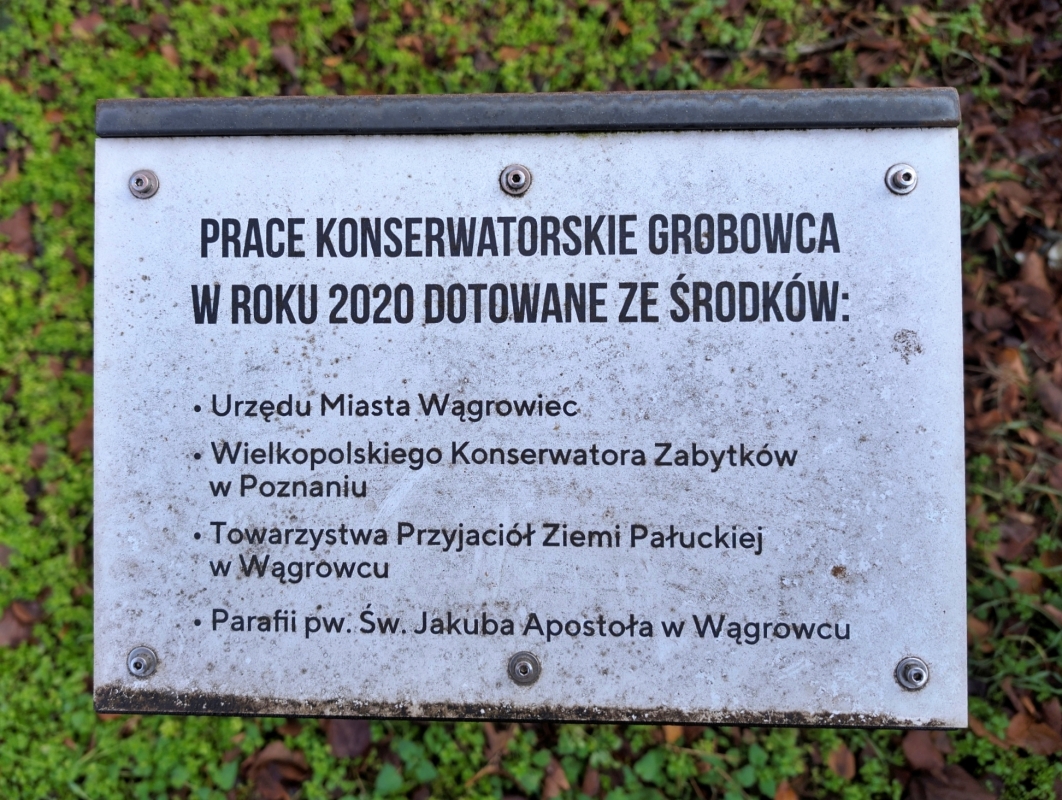 PRACE KONSERWATORSKIE GROBOWCA
W ROKU 2020 DOTOWANE ZE ŚRODKÓW:
• Urzędu Miasta Wągrowiec
• Wielkopolskiego Konserwatora Zabytków
w Poznaniu
• Towarzystwa Przyjaciół Ziemi Pałuckiej
w Wągrowcu
• Parafii pw. Św. Jakuba Apostoła w Wągrowcu